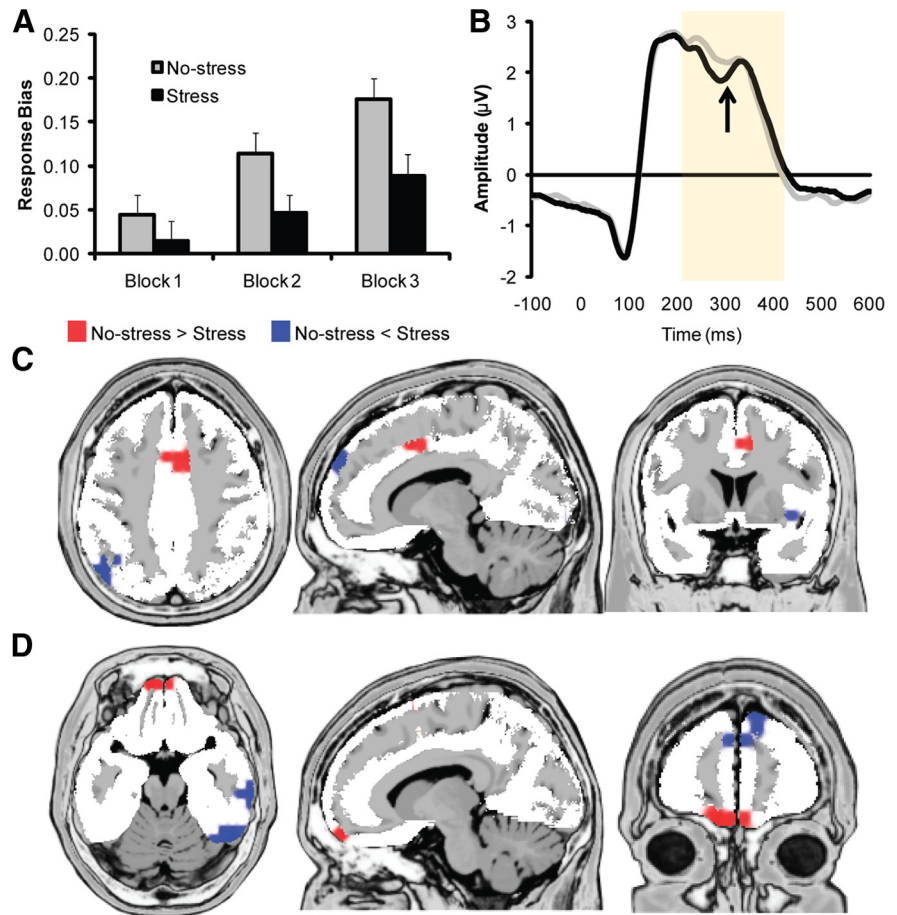 A
B
0.25
0.20
0.15
0.10
0.05
0.00
Response Bias
No-stress
Stress
Block 1
Block 2
Block 3
3
2
1
0
-1
-2
Amplitude (µV)
-100 0 100 200 300 400 500 600
Time (ms)
No-stress > Stress
No-stress < Stress
C
D